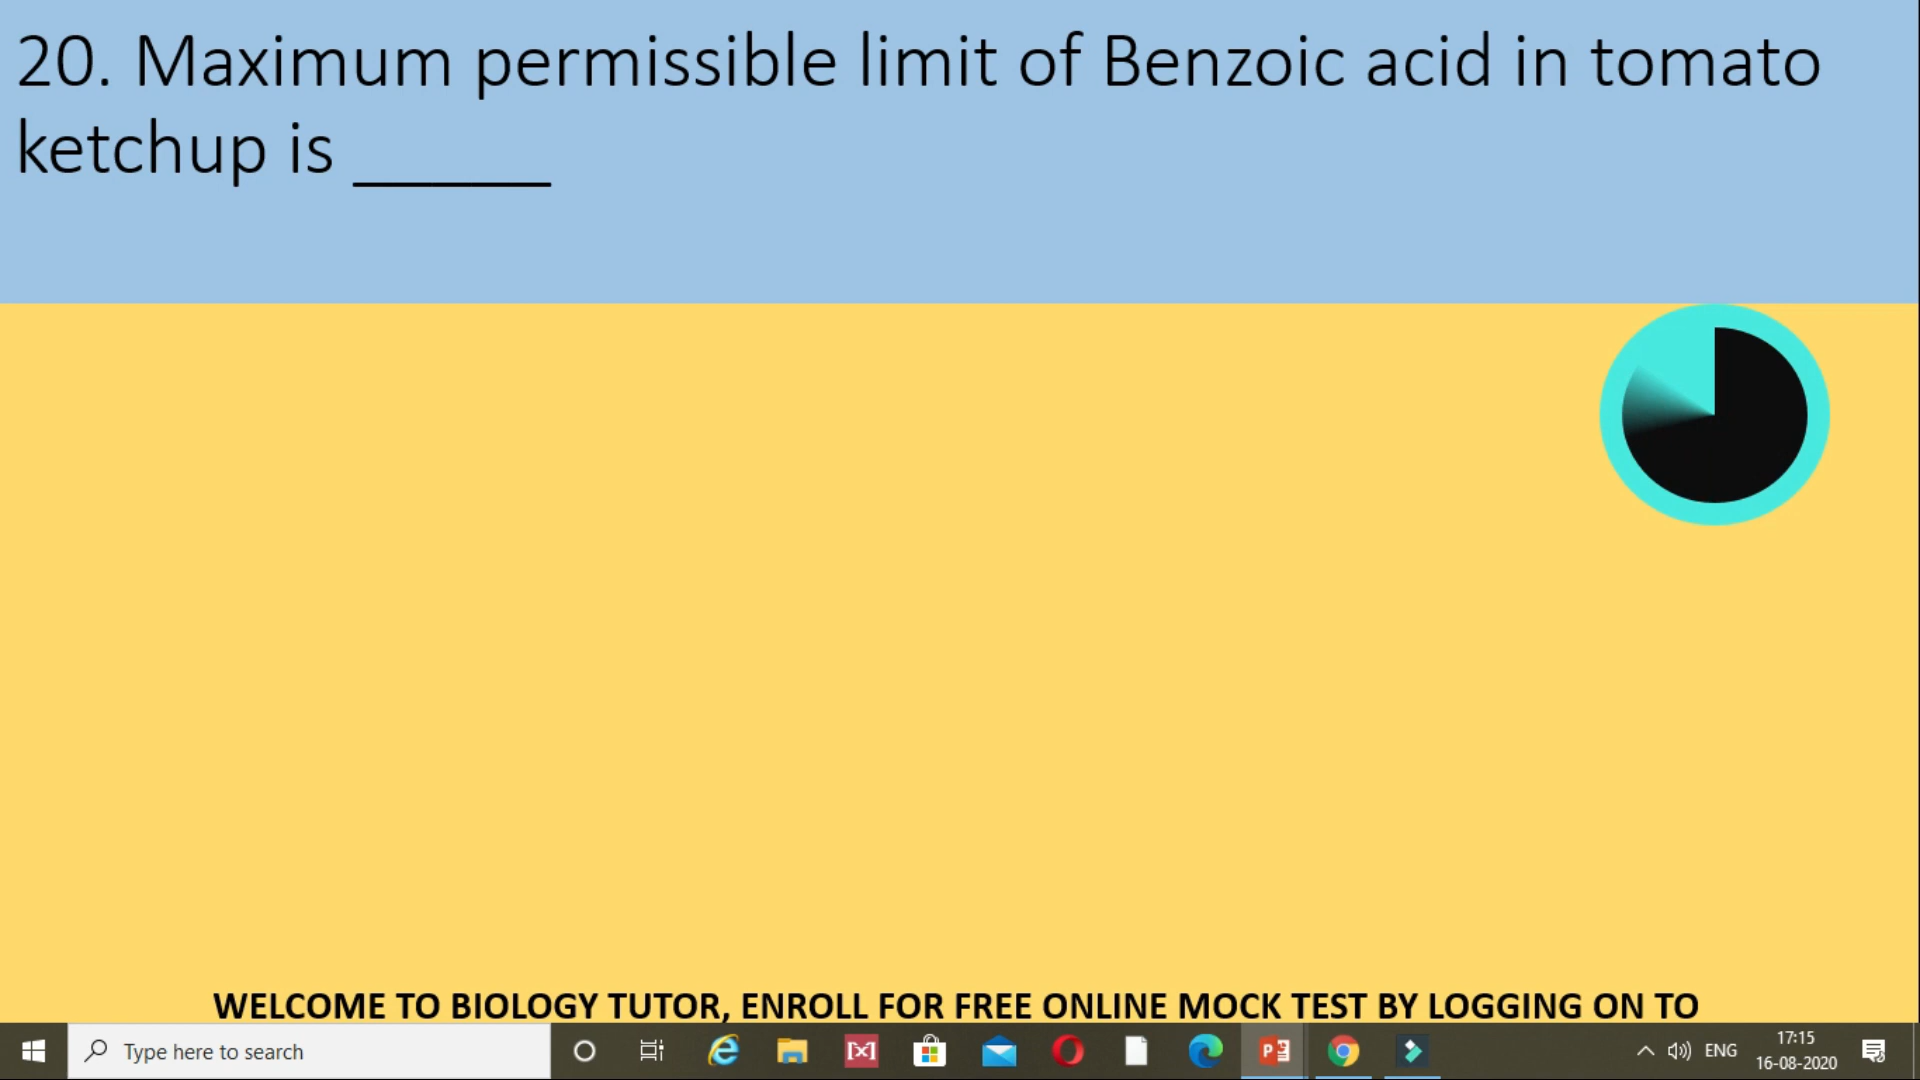 20. Maximum permissible limit of Benzoic acid in tomato
ketchup is ______
WELCOME TO BIOLOGY TUTOR, ENROLL FOR FREE ONLINE MOCK TEST BY LOGGING ON TO
Type here to search
ENG
17:15
16-08-2020